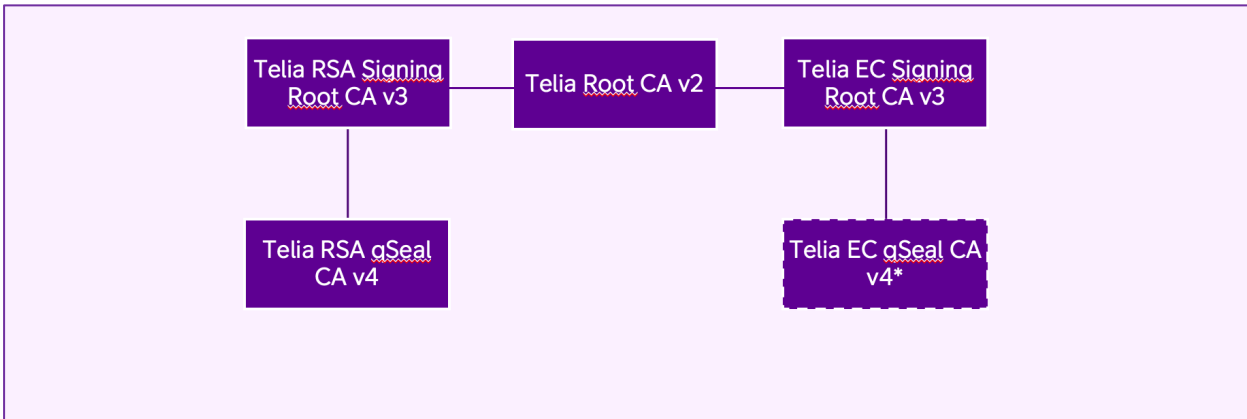 Telia RSA Signing
Root CA v3
Telia Root CA v2
Telia EC Signing
Root CA v3
Telia RSA qSeal
CA v4
Telia EC qSeal CA
v4*